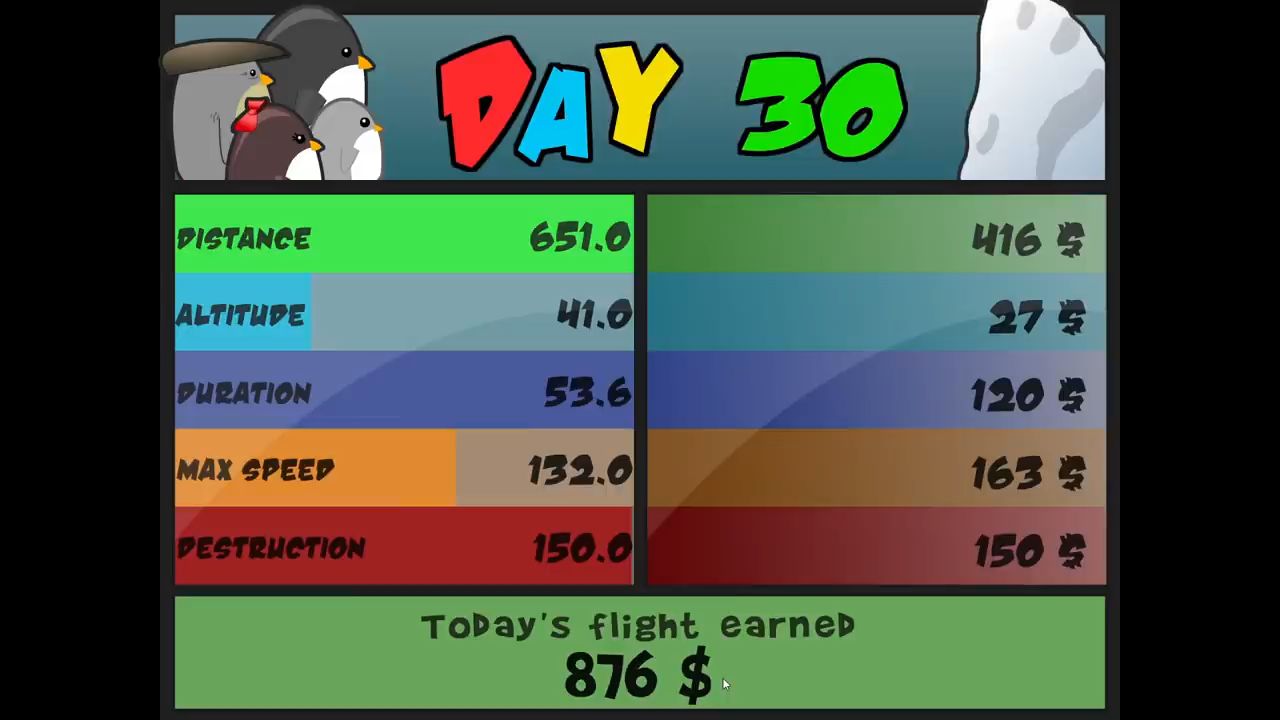 DAY 30
DISTANCE 651.0 416 $
ALTITUDE 41.0 27 $
DURATION 53.6 120 $
MAX SPEED 132.0 163 $
DESTRUCTION 150.0 150 $
Today's flight earned
876 $